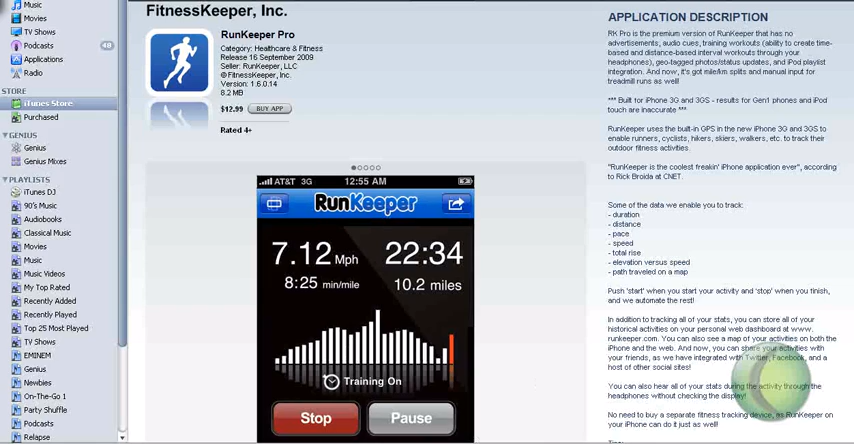 Music
Movies
TV Shows
Podcasts 48
Applications
Radio
STORE
iTunes Store
Purchased
GENIUS
Genius
Genius Mixes
PLAYLISTS
iTunes DJ
90's Music
Audiobooks
Classical Music
Movies
Music
Music Videos
My Top Rated
Recently Added
Recently Played
Top 25 Most Played
TV Shows
EMINEM
Genius
Newbies
On-The-Go 1
Party Shuffle
Podcasts
Relapse
FitnessKeeper, Inc.
RunKeeper Pro
Category: Healthcare & Fitness
Release 16 September 2009
Seller: RunKeeper, LLC
@ FitnessKeeper, Inc.
Version: 1.6.0.14
8.2 MB
$12.99 BUY APP
Rated 4+
AT&T 3G 12:55 AM
RunKeeper
7.12 Mph 22:34
8:25 min/mile 10.2 miles
Training On
Stop Pause
APPLICATION DESCRIPTION
RK Pro is the premium version of RunKeeper that has no
advertisements, audio cues, training workouts (ability to create time-
based and distance-based interval workouts through your
headphones), geo-tagged photos/status updates, and iPod playlist
integration. And now, it's got mile/km splits and manual input for
treadmill runs as well!
*** Built for iPhone 3G and 3GS - results for Gen1 phones and iPod
touch are inaccurate ***
RunKeeper uses the built-in GPS in the new iPhone 3G and 3GS to
enable runners, cyclists, hikers, skiers, walkers, etc. to track their
outdoor fitness activities.
"RunKeeper is the coolest freakin' iPhone application ever", according
to Rick Broida at CNET.
Some of the data we enable you to track:
- duration
- distance
- pace
- speed
- total rise
- elevation versus speed
- path traveled on a map
Push 'start' when you start your activity and 'stop' when you finish,
and we automate the rest!
In addition to tracking all of your stats, you can store all of your
historical activities on your personal web dashboard at www.
runkeeper.com. You can also see a map of your activities on both the
iPhone and the web. And now, you can share your activities with
your friends, as we have integrated with Twitter, Facebook, and a
host of other social sites!
You can also hear all of your stats during the activity through the
headphones without checking the display!
No need to buy a separate fitness tracking device, as RunKeeper on
your iPhone can do it just as well!